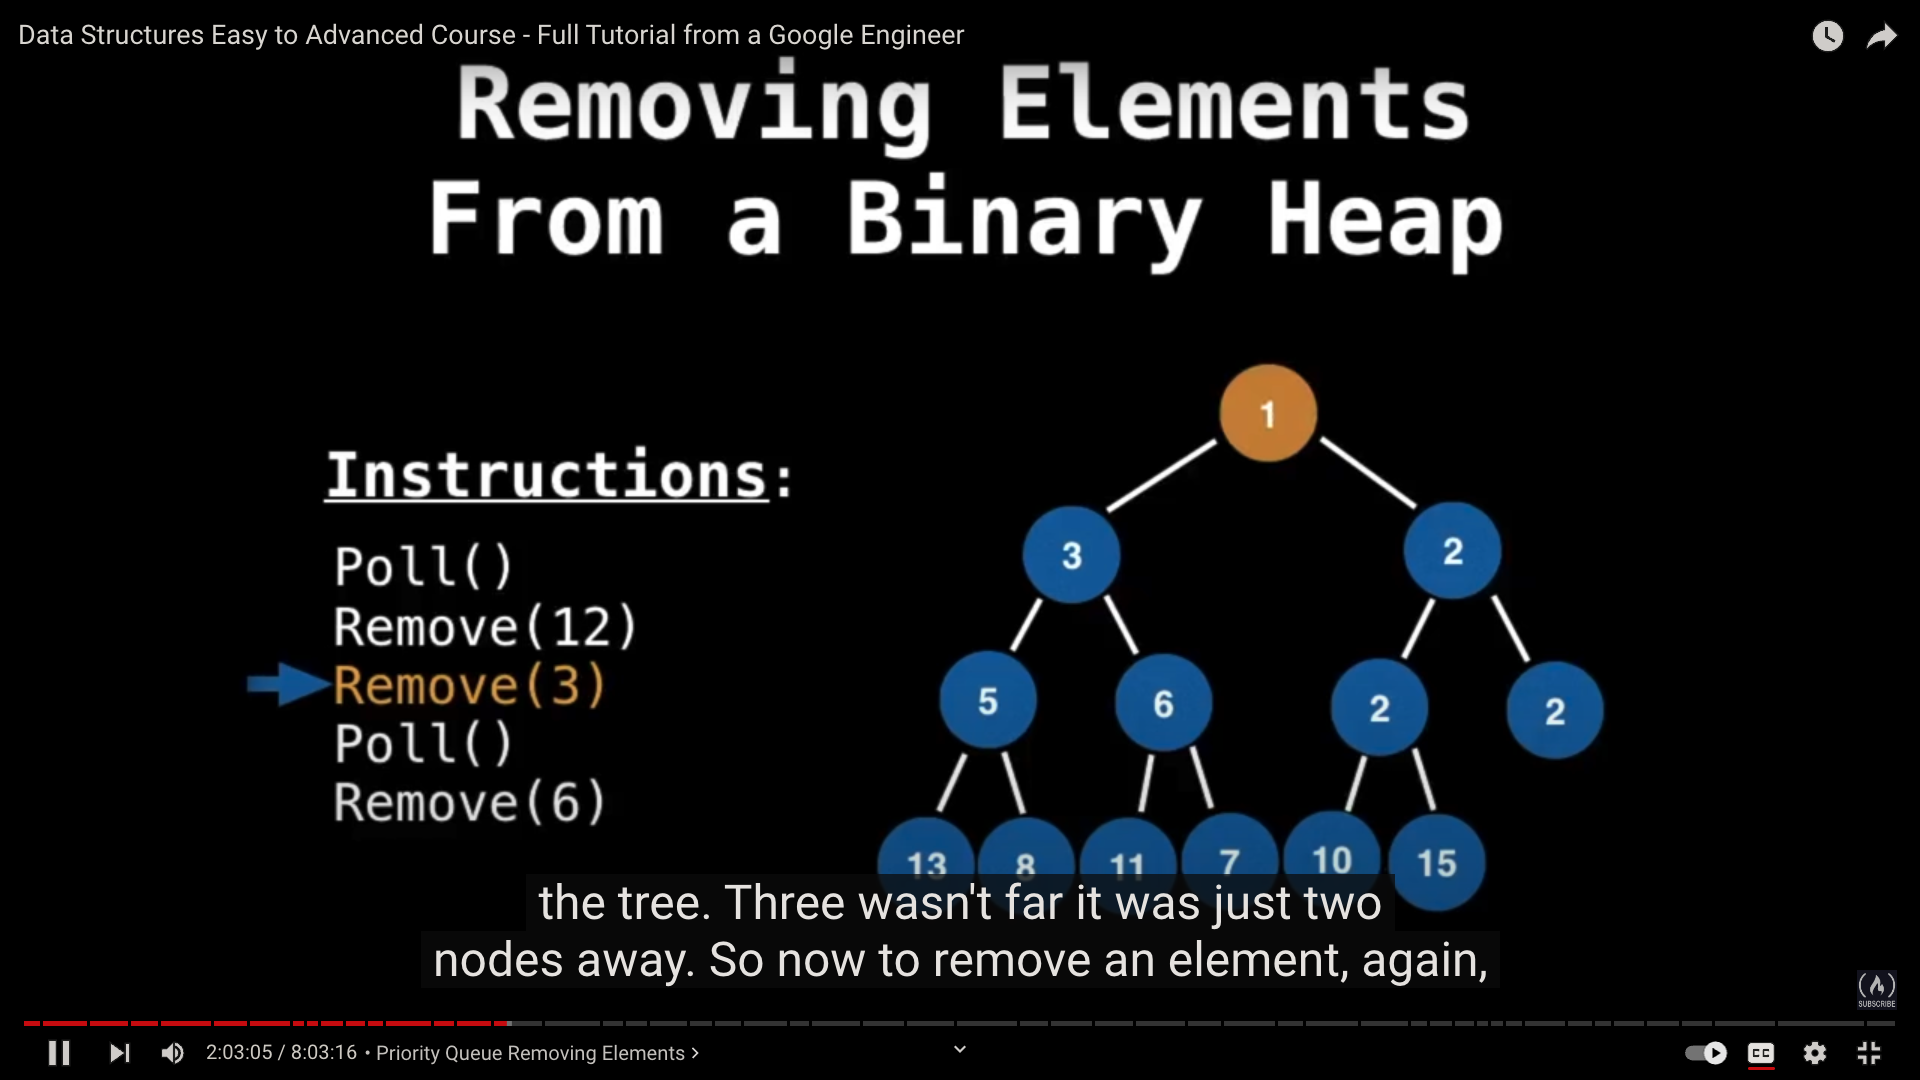 Data Structures Easy to Advanced Course - Full Tutorial from a Google Engineer
Removing Elements
From a Binary Heap
Instructions:
Poll()
Remove(12)
Remove(3)
Poll()
Remove(6)
1
3 2
5 6 2 2
13 8 11 7 10 15
the tree. Three wasn't far it was just two
nodes away. So now to remove an element, again,
SUBSCRIBE
2:03:05 / 8:03:16 • Priority Queue Removing Elements
CC